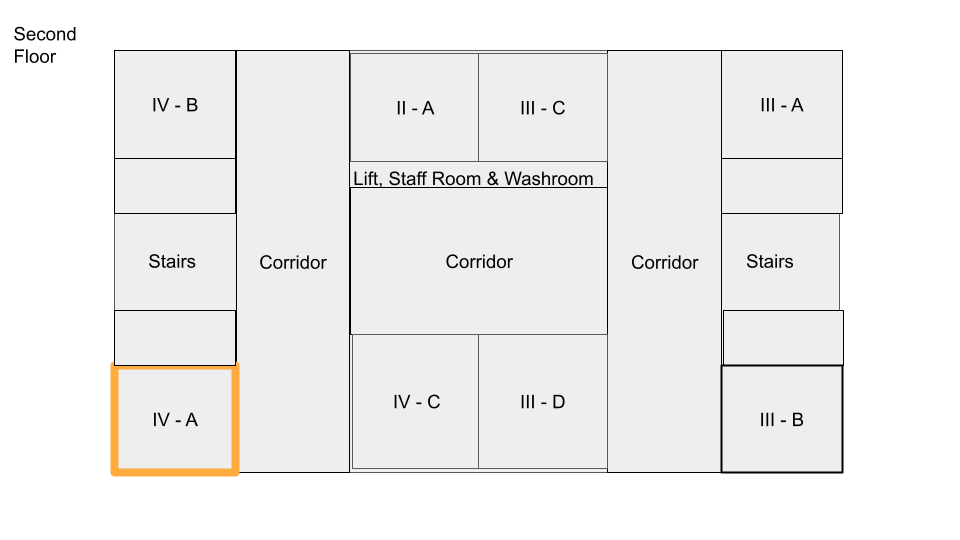 Second
Floor
IV - B
II - A
III - C
III - A
Lift, Staff Room & Washroom
Stairs
Corridor
Corridor
Corridor
Stairs
IV - C
III - D
IV - A
III - B